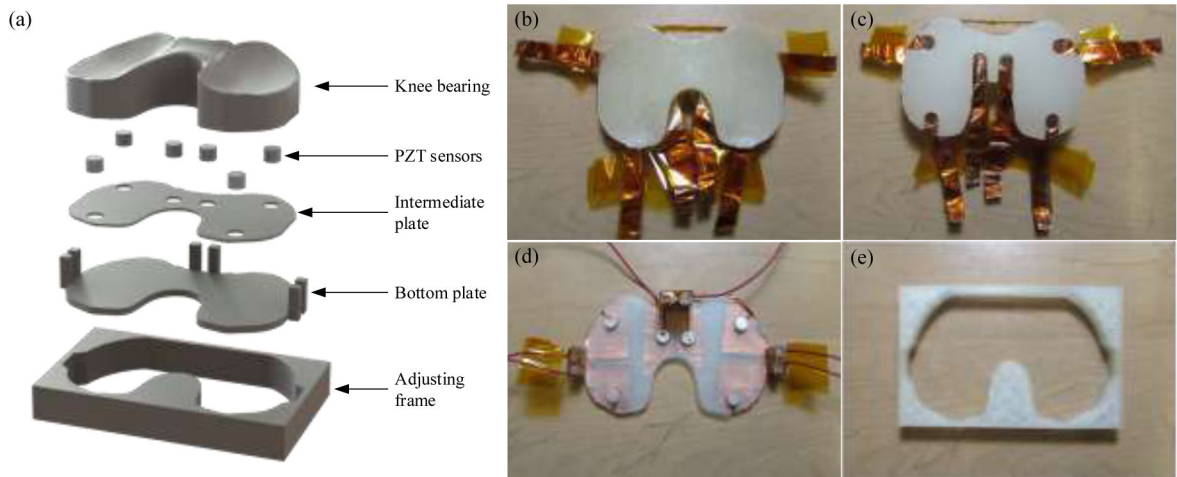 (a)
Knee bearing
PZT sensors
Intermediate
plate
Bottom plate
Adjusting
frame
(b)
(c)
(d)
(e)